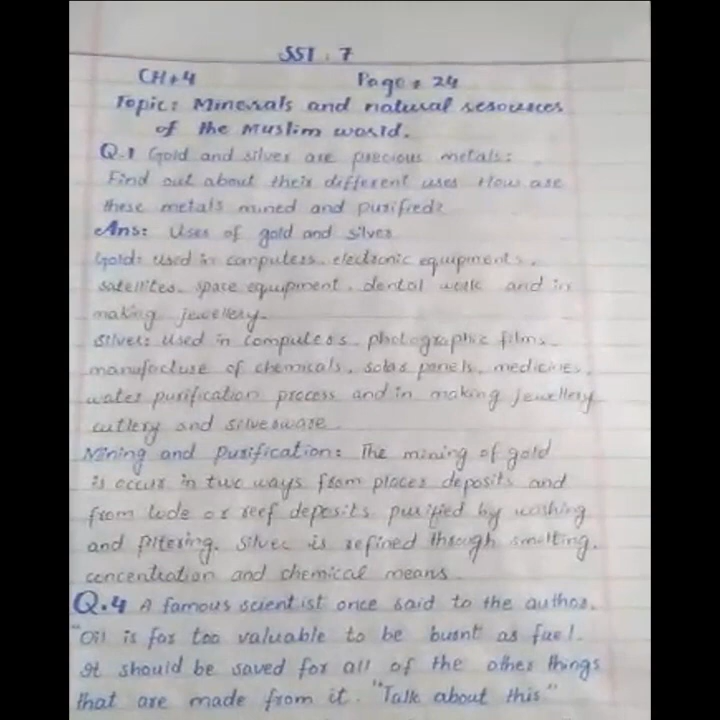 SST : 7
CH:4 Page: 24
Topic: Minerals and natural resources
of the Muslim world.
Q.1 Gold and silver are precious metals:
Find out about their different uses How are
these metals mined and purified?
Ans: Uses of gold and silver
Gold: used in computers, electronic equipments,
satellites, space equipment, dental work and in
making jewellery.
Silver: used in computers, photographic films,
manufacture of chemicals, solar panels, medicines,
water purification process and in making jewellery
cutlery and silverware.
Mining and purification: The mining of gold
is occur in two ways from placer deposits and
from lode or reef deposits purified by washing
and filtering. Silver is refined through smelting,
concentration and chemical means.
Q.4 A famous scientist once said to the author,
"Oil is far too valuable to be burnt as fuel.
It should be saved for all of the other things
that are made from it. "Talk about this"